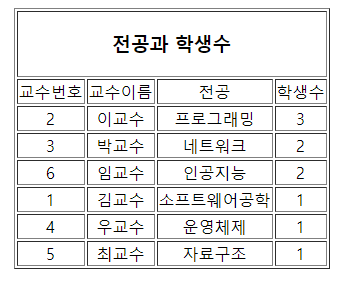 전공과 학생수
교수번호 교수이름 전공 학생수
2 이교수 프로그래밍 3
3 박교수 네트워크 2
6 임교수 인공지능 2
1 김교수 소프트웨어공학 1
4 우교수 운영체제 1
5 최교수 자료구조 1